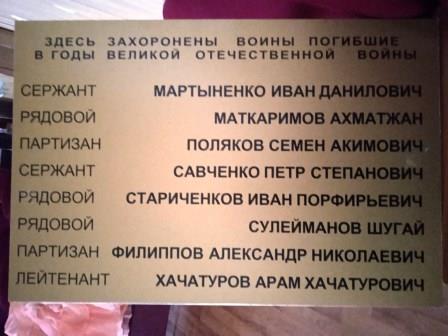 ЗДЕСЬ ЗАХОРОНЕНЫ ВОИНЫ ПОГИБШИЕ
В ГОДЫ ВЕЛИКОЙ ОТЕЧЕСТВЕННОЙ ВОЙНЫ
СЕРЖАНТ МАРТЫНЕНКО ИВАН ДАНИЛОВИЧ
РЯДОВОЙ МАТКАРИМОВ АХМАТЖАН
ПАРТИЗАН ПОЛЯКОВ СЕМЕН АКИМОВИЧ
СЕРЖАНТ САВЧЕНКО ПЕТР СТЕПАНОВИЧ
РЯДОВОЙ СТАРИЧЕНКОВ ИВАН ПОРФИРЬЕВИЧ
РЯДОВОЙ СУЛЕЙМАНОВ ШУГАЙ
ПАРТИЗАН ФИЛИППОВ АЛЕКСАНДР НИКОЛАЕВИЧ
ЛЕЙТЕНАНТ ХАЧАТУРОВ АРАМ ХАЧАТУРОВИЧ